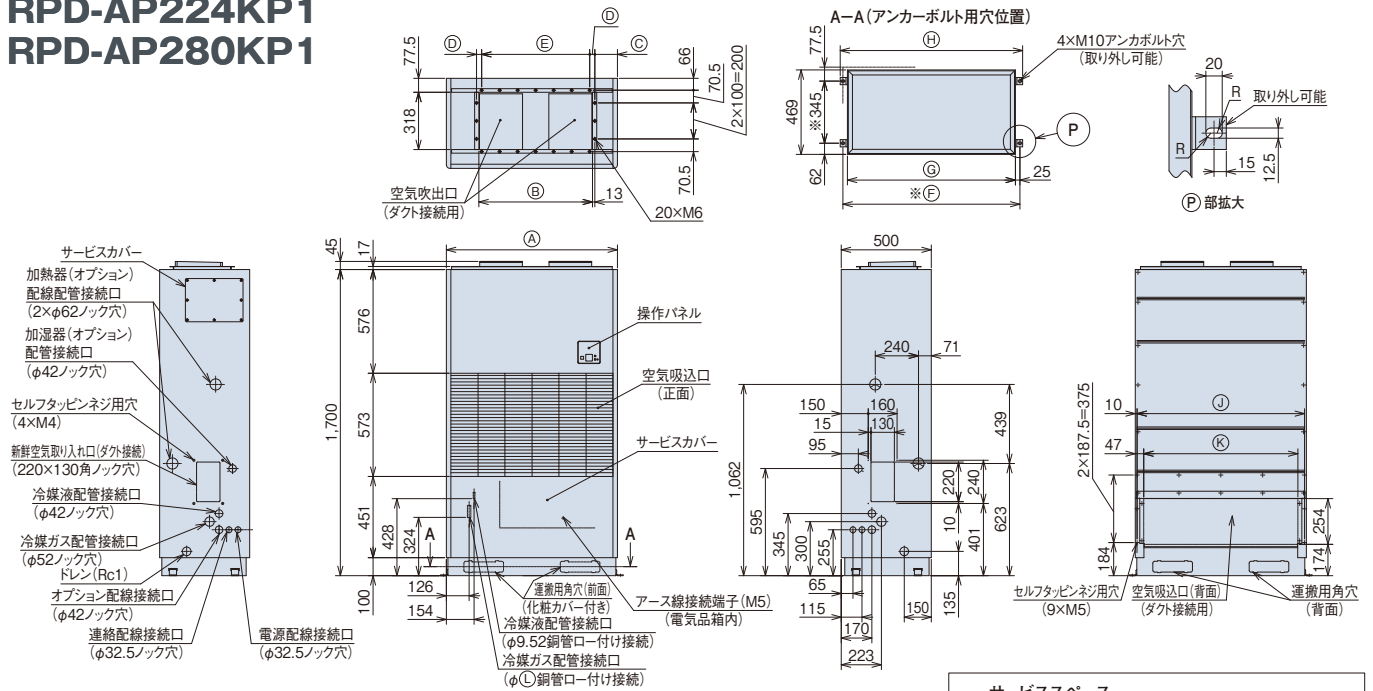 RPD-AP224KP1
RPD-AP280KP1
Ⓓ
Ⓓ
Ⓔ
Ⓒ
77.5
318
66
70.5
2×100=200
70.5
Ⓑ
13
20×M6
空気吹出口
(ダクト接続用)
A-A(アンカーボルト用穴位置)
Ⓗ
4×M10アンカボルト穴
(取り外し可能)
77.5
※345
469
62
Ⓖ
25
※Ⓕ
Ⓟ
20
R
取り外し可能
R
15
12.5
Ⓟ 部拡大
サービスカバー
加熱器(オプション)
配線配管接続口
(2×φ62ノック穴)
加湿器(オプション)
配管接続口
(φ42ノック穴)
セルフタッピンネジ用穴
(4×M4)
新鮮空気取り入れ口(ダクト接続)
(220×130角ノック穴)
冷媒液配管接続口
(φ42ノック穴)
冷媒ガス配管接続口
(φ52ノック穴)
ドレン(Rc1)
オプション配線接続口
(φ42ノック穴)
連絡配線接続口
(φ32.5ノック穴)
電源配線接続口
(φ32.5ノック穴)
Ⓐ
45
17
1,700
576
573
451
428
324
100
126
154
A
A
操作パネル
空気吸込口
(正面)
サービスカバー
運搬用角穴(前面)
(化粧カバー付き)
アース線接続端子(M5)
(電気品箱内)
冷媒液配管接続口
(φ9.52銅管ロー付け接続)
冷媒ガス配管接続口
(φⓁ銅管ロー付け接続)
500
240
71
150
160
15
130
95
1,062
595
345
300
255
439
220
240
623
10
401
135
65
115
150
170
223
10
Ⓙ
47
Ⓚ
2×187.5=375
184
254
174
セルフタッピンネジ用穴
(9×M5)
空気吸込口(背面)
(ダクト接続用)
運搬用角穴
(背面)